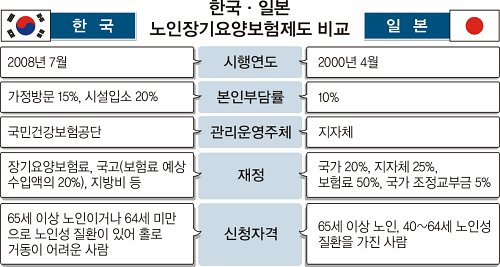 한국 · 일본
노인장기요양보험제도 비교
한 국
일 본
2008년 7월
시행연도
2000년 4월
가정방문 15%, 시설입소 20%
본인부담률
10%
국민건강보험공단
관리운영주체
지자체
장기요양보험료, 국고(보험료 예상
수입액의 20%), 지방비 등
재정
국가 20%, 지자체 25%,
보험료 50%, 국가 조정교부금 5%
65세 이상 노인이거나 64세 미만
으로 노인성 질환이 있어 홀로
거동이 어려운 사람
신청자격
65세 이상 노인, 40~64세 노인성
질환을 가진 사람